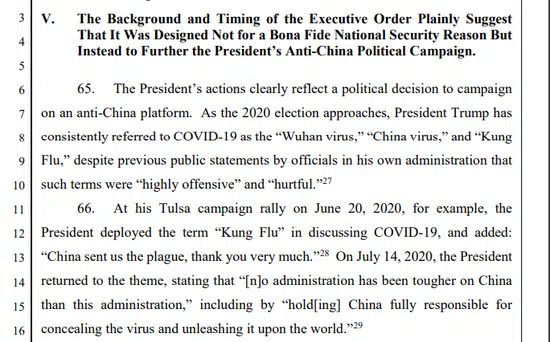 3 V. The Background and Timing of the Executive Order Plainly Suggest
4 That It Was Designed Not for a Bona Fide National Security Reason But
5 Instead to Further the President’s Anti-China Political Campaign.
6 65. The President’s actions clearly reflect a political decision to campaign
7 on an anti-China platform. As the 2020 election approaches, President Trump has
8 consistently referred to COVID-19 as the “Wuhan virus,” “China virus,” and “Kung
9 Flu,” despite previous public statements by officials in his own administration that
10 such terms were “highly offensive” and “hurtful.”27
11 66. At his Tulsa campaign rally on June 20, 2020, for example, the
12 President deployed the term “Kung Flu” in discussing COVID-19, and added:
13 “China sent us the plague, thank you very much.”28 On July 14, 2020, the President
14 returned to the theme, stating that “[n]o administration has been tougher on China
15 than this administration,” including by “hold[ing] China fully responsible for
16 concealing the virus and unleashing it upon the world.”29